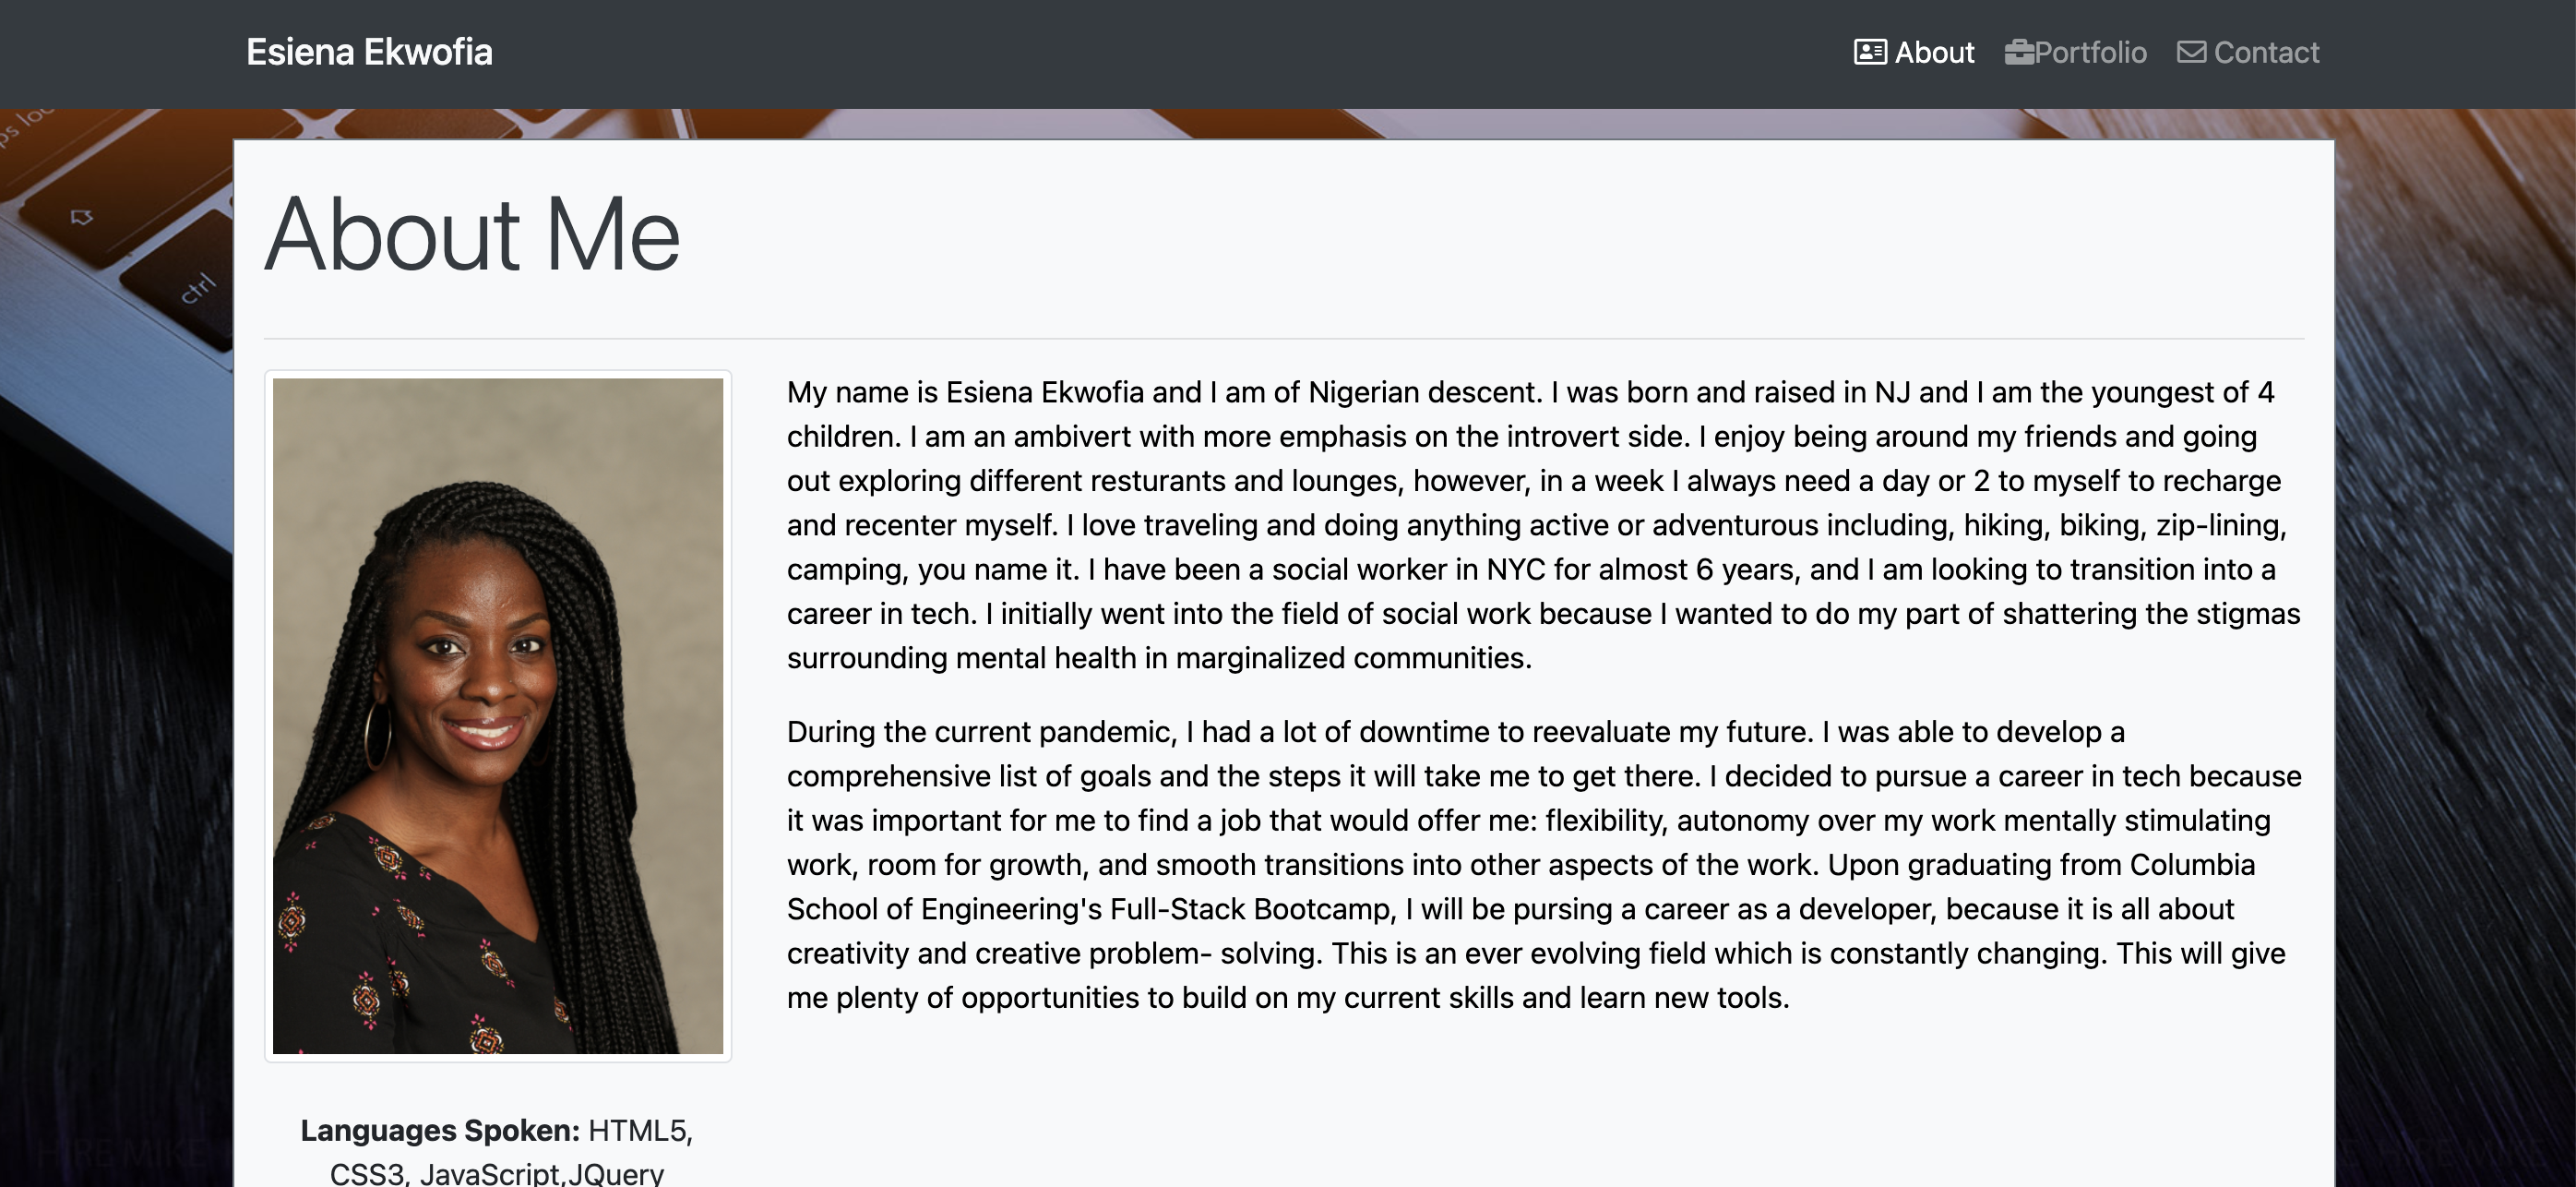 Esiena Ekwofia
About
Portfolio
Contact
ps loc
ctrl
About Me
My name is Esiena Ekwofia and I am of Nigerian descent. I was born and raised in NJ and I am the youngest of 4
children. I am an ambivert with more emphasis on the introvert side. I enjoy being around my friends and going
out exploring different resturants and lounges, however, in a week I always need a day or 2 to myself to recharge
and recenter myself. I love traveling and doing anything active or adventurous including, hiking, biking, zip-lining,
camping, you name it. I have been a social worker in NYC for almost 6 years, and I am looking to transition into a
career in tech. I initially went into the field of social work because I wanted to do my part of shattering the stigmas
surrounding mental health in marginalized communities.
During the current pandemic, I had a lot of downtime to reevaluate my future. I was able to develop a
comprehensive list of goals and the steps it will take me to get there. I decided to pursue a career in tech because
it was important for me to find a job that would offer me: flexibility, autonomy over my work mentally stimulating
work, room for growth, and smooth transitions into other aspects of the work. Upon graduating from Columbia
School of Engineering's Full-Stack Bootcamp, I will be pursing a career as a developer, because it is all about
creativity and creative problem- solving. This is an ever evolving field which is constantly changing. This will give
me plenty of opportunities to build on my current skills and learn new tools.
Languages Spoken: HTML5,
CSS3, JavaScript,JQuery
HIRE MIKE